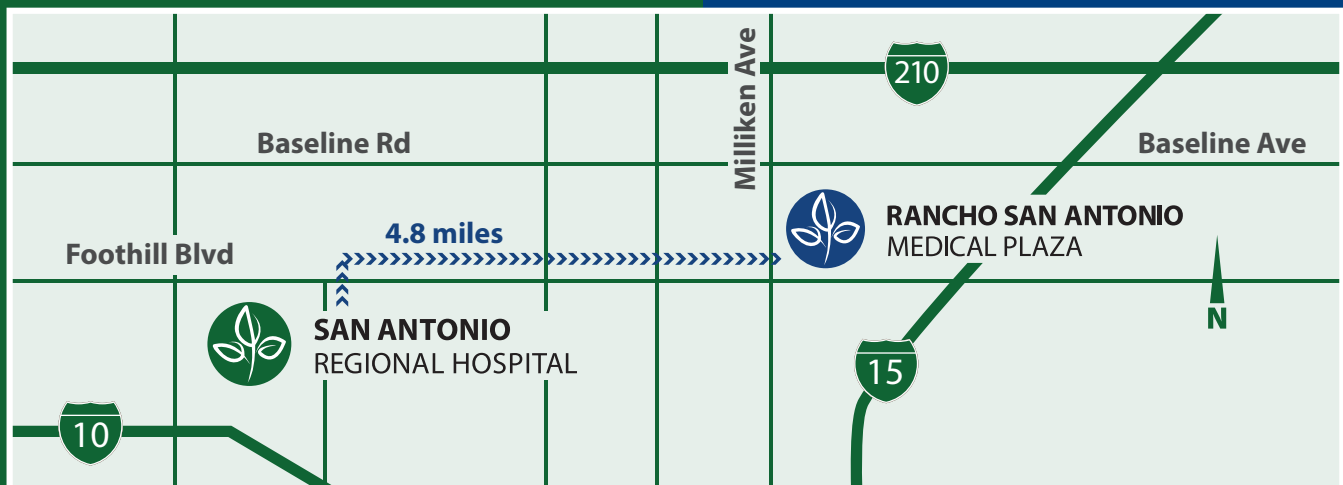 Milliken Ave
210
Baseline Rd
Baseline Ave
4.8 miles
RANCHO SAN ANTONIO
MEDICAL PLAZA
Foothill Blvd
N
SAN ANTONIO
REGIONAL HOSPITAL
15
10